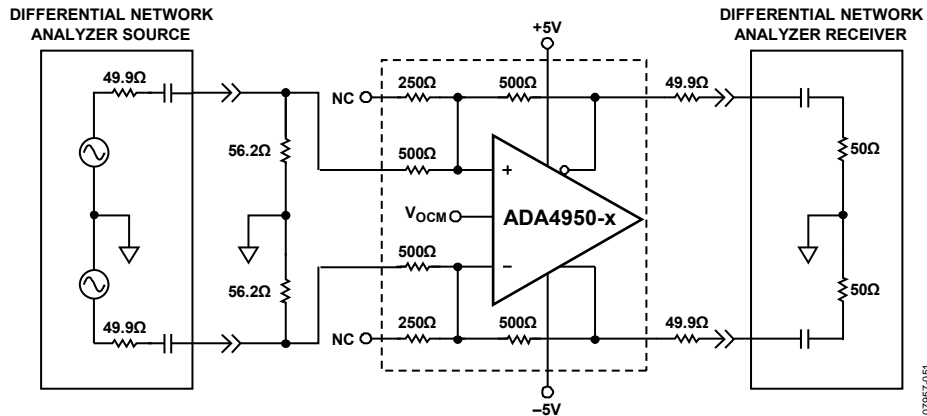 DIFFERENTIAL NETWORK
ANALYZER SOURCE
DIFFERENTIAL NETWORK
ANALYZER RECEIVER
+5V
49.9Ω
NC
250Ω
500Ω
49.9Ω
56.2Ω
500Ω
50Ω
+
VOCM
ADA4950-x
500Ω
−
56.2Ω
50Ω
49.9Ω
NC
250Ω
500Ω
49.9Ω
−5V
07957-051